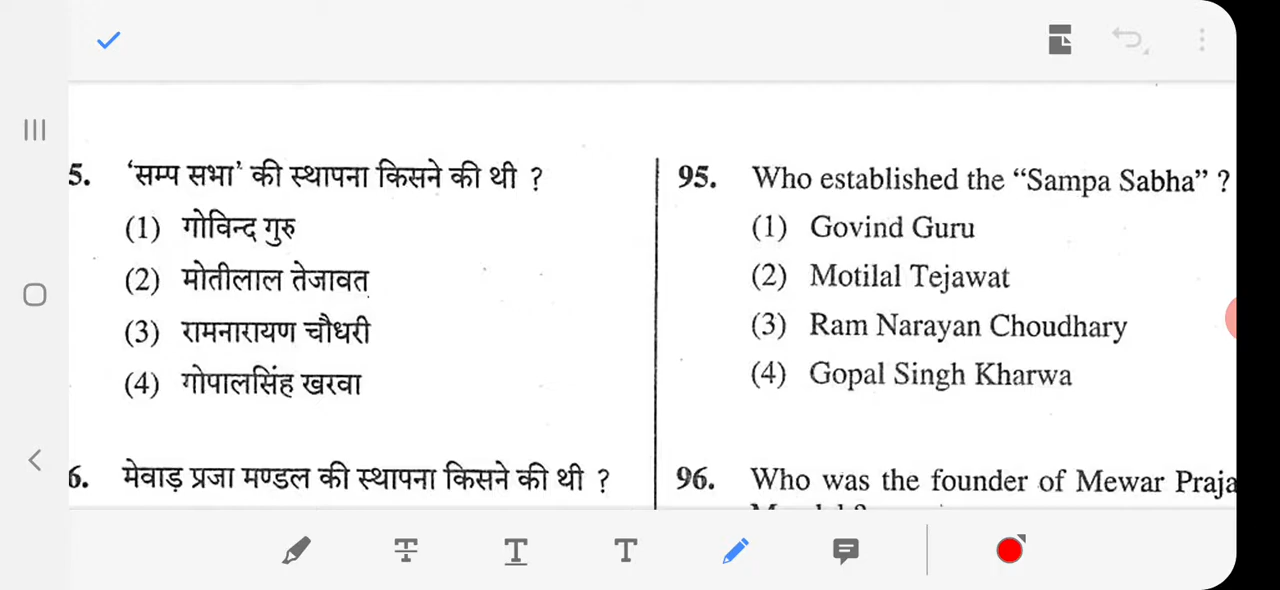 5. ‘सम्प सभा’ की स्थापना किसने की थी ?
(1) गोविन्द गुरु
(2) मोतीलाल तेजावत
(3) रामनारायण चौधरी
(4) गोपालसिंह खरवा
6. मेवाड़ प्रजा मण्डल की स्थापना किसने की थी ?
95. Who established the “Sampa Sabha” ?
(1) Govind Guru
(2) Motilal Tejawat
(3) Ram Narayan Choudhary
(4) Gopal Singh Kharwa
96. Who was the founder of Mewar Praja